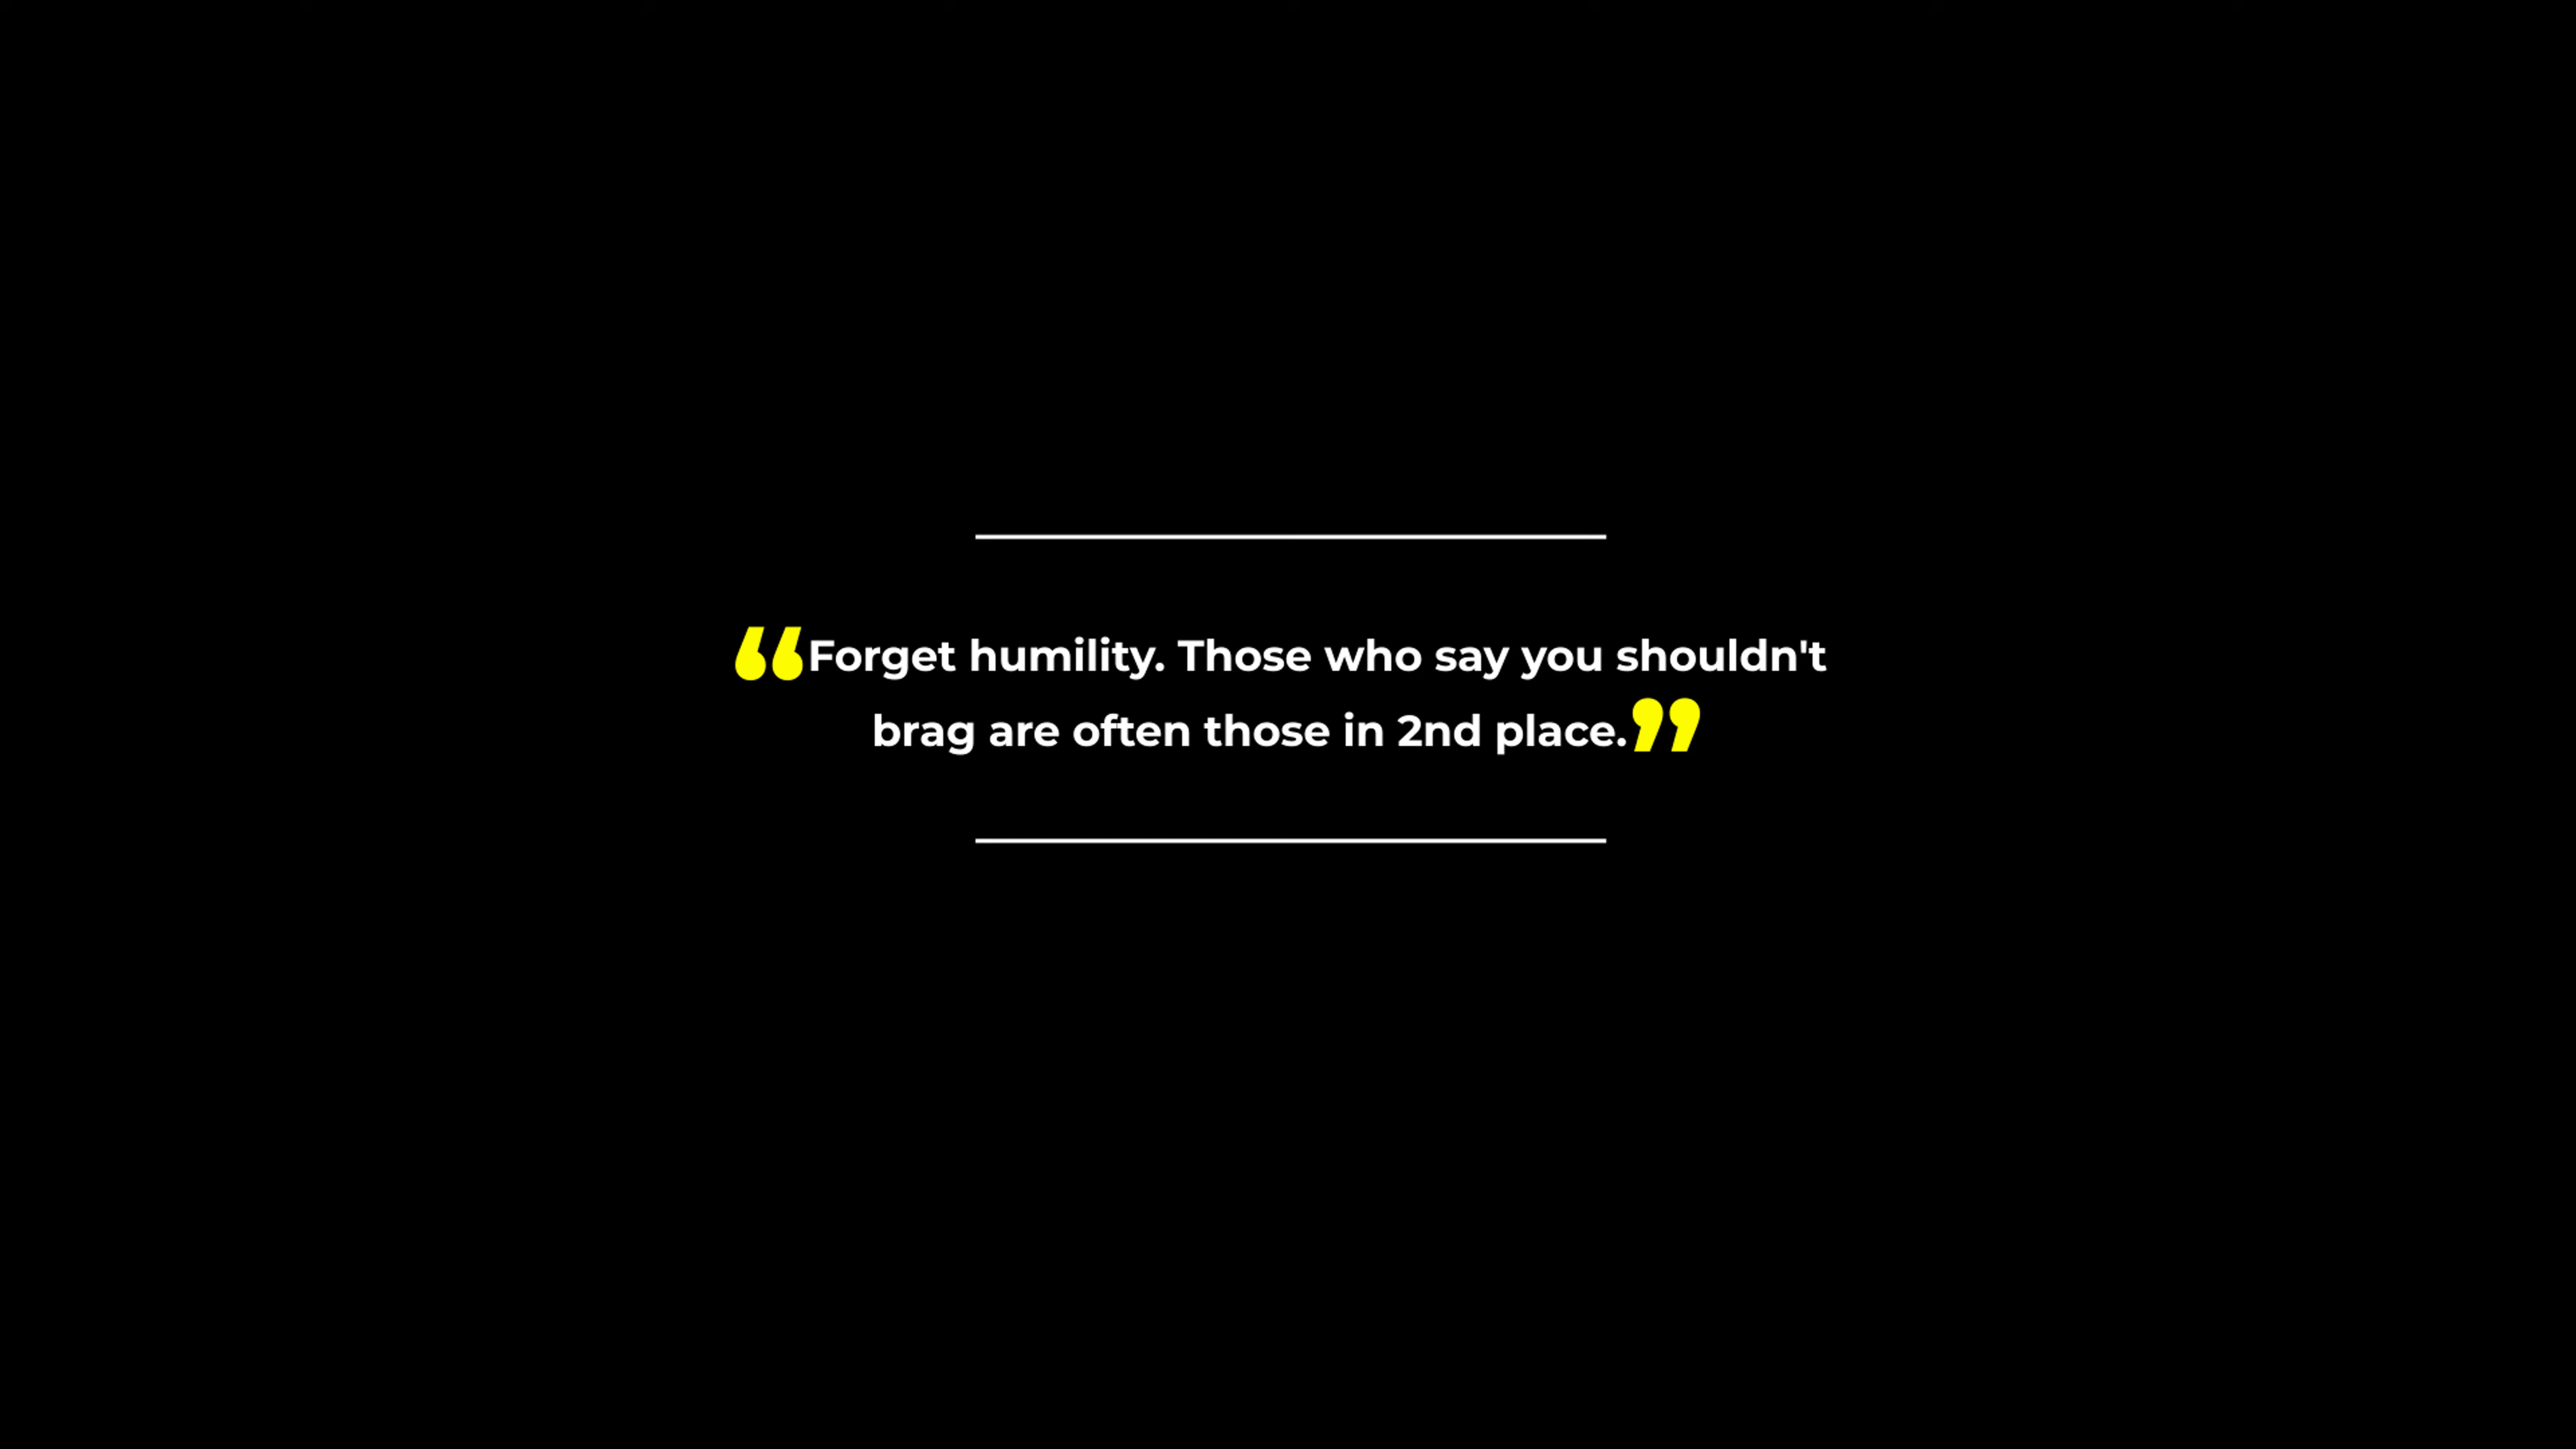 “Forget humility. Those who say you shouldn't
brag are often those in 2nd place.”